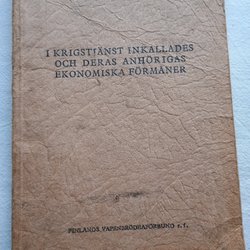 I KRIGSTJÄNST INKALLADES
OCH DERAS ANHÖRIGAS
EKONOMISKA FÖRMÅNER
FINLANDS VAPENBRÖDRAFÖRBUND r.f.